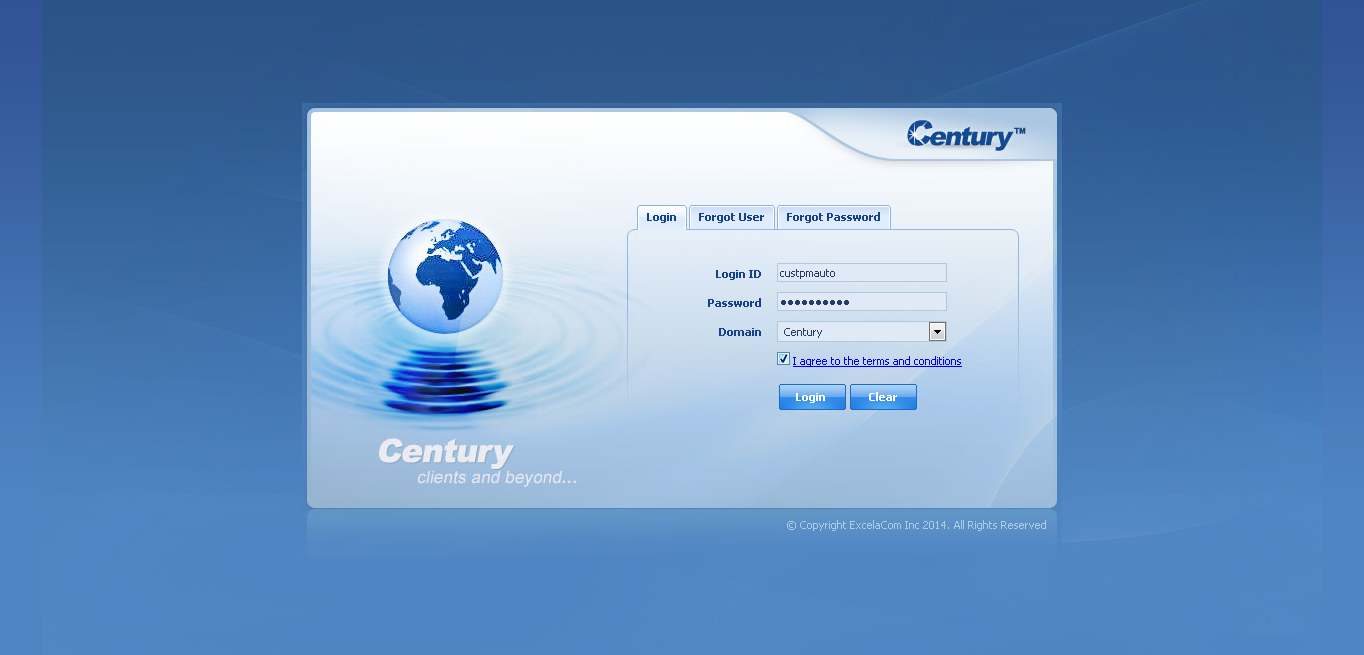 Century™
Login Forgot User Forgot Password
Login ID custpmauto
Password ••••••••••
Domain Century
I agree to the terms and conditions
Login Clear
Century
clients and beyond...
© Copyright ExcelaCom Inc 2014. All Rights Reserved